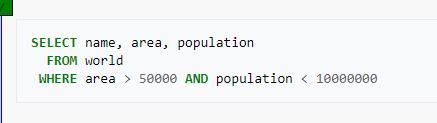 SELECT name, area, population
FROM world
WHERE area > 50000 AND population < 10000000